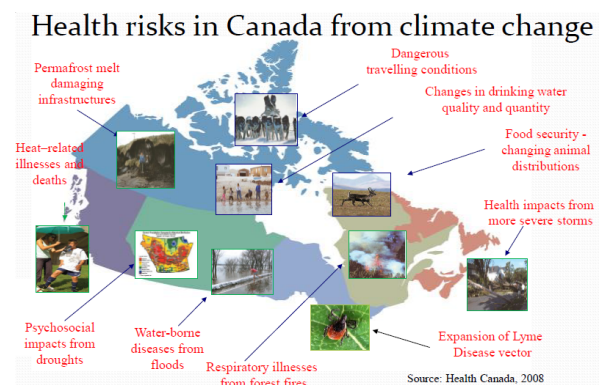 Health risks in Canada from climate change
Permafrost melt
damaging
infrastructures
Dangerous
travelling conditions
Changes in drinking water
quality and quantity
Food security -
changing animal
distributions
Heat–related
illnesses and
deaths
Health impacts from
more severe storms
Psychosocial
impacts from
droughts
Water-borne
diseases from
floods
Respiratory illnesses
from forest fires
Expansion of Lyme
Disease vector
Source: Health Canada, 2008